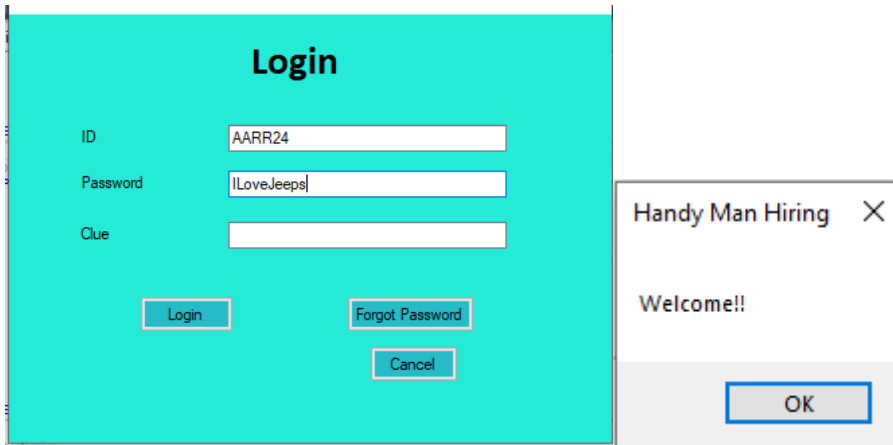 Login
ID
AARR24
Password
ILoveJeeps
Clue
Login
Forgot Password
Cancel
Handy Man Hiring
Welcome!!
OK